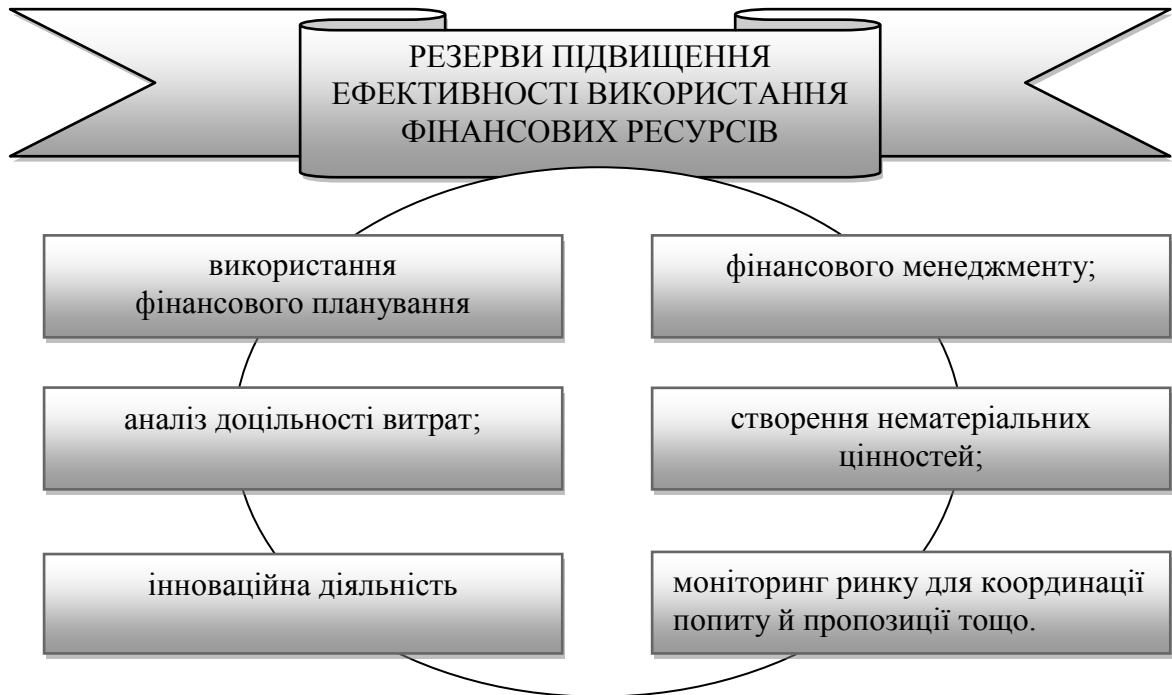 РЕЗЕРВИ ПІДВИЩЕННЯ
ЕФЕКТИВНОСТІ ВИКОРИСТАННЯ
ФІНАНСОВИХ РЕСУРСІВ
використання
фінансового планування
фінансового менеджменту;
аналіз доцільності витрат;
створення нематеріальних
цінностей;
інноваційна діяльність
моніторинг ринку для координації
попиту й пропозиції тощо.